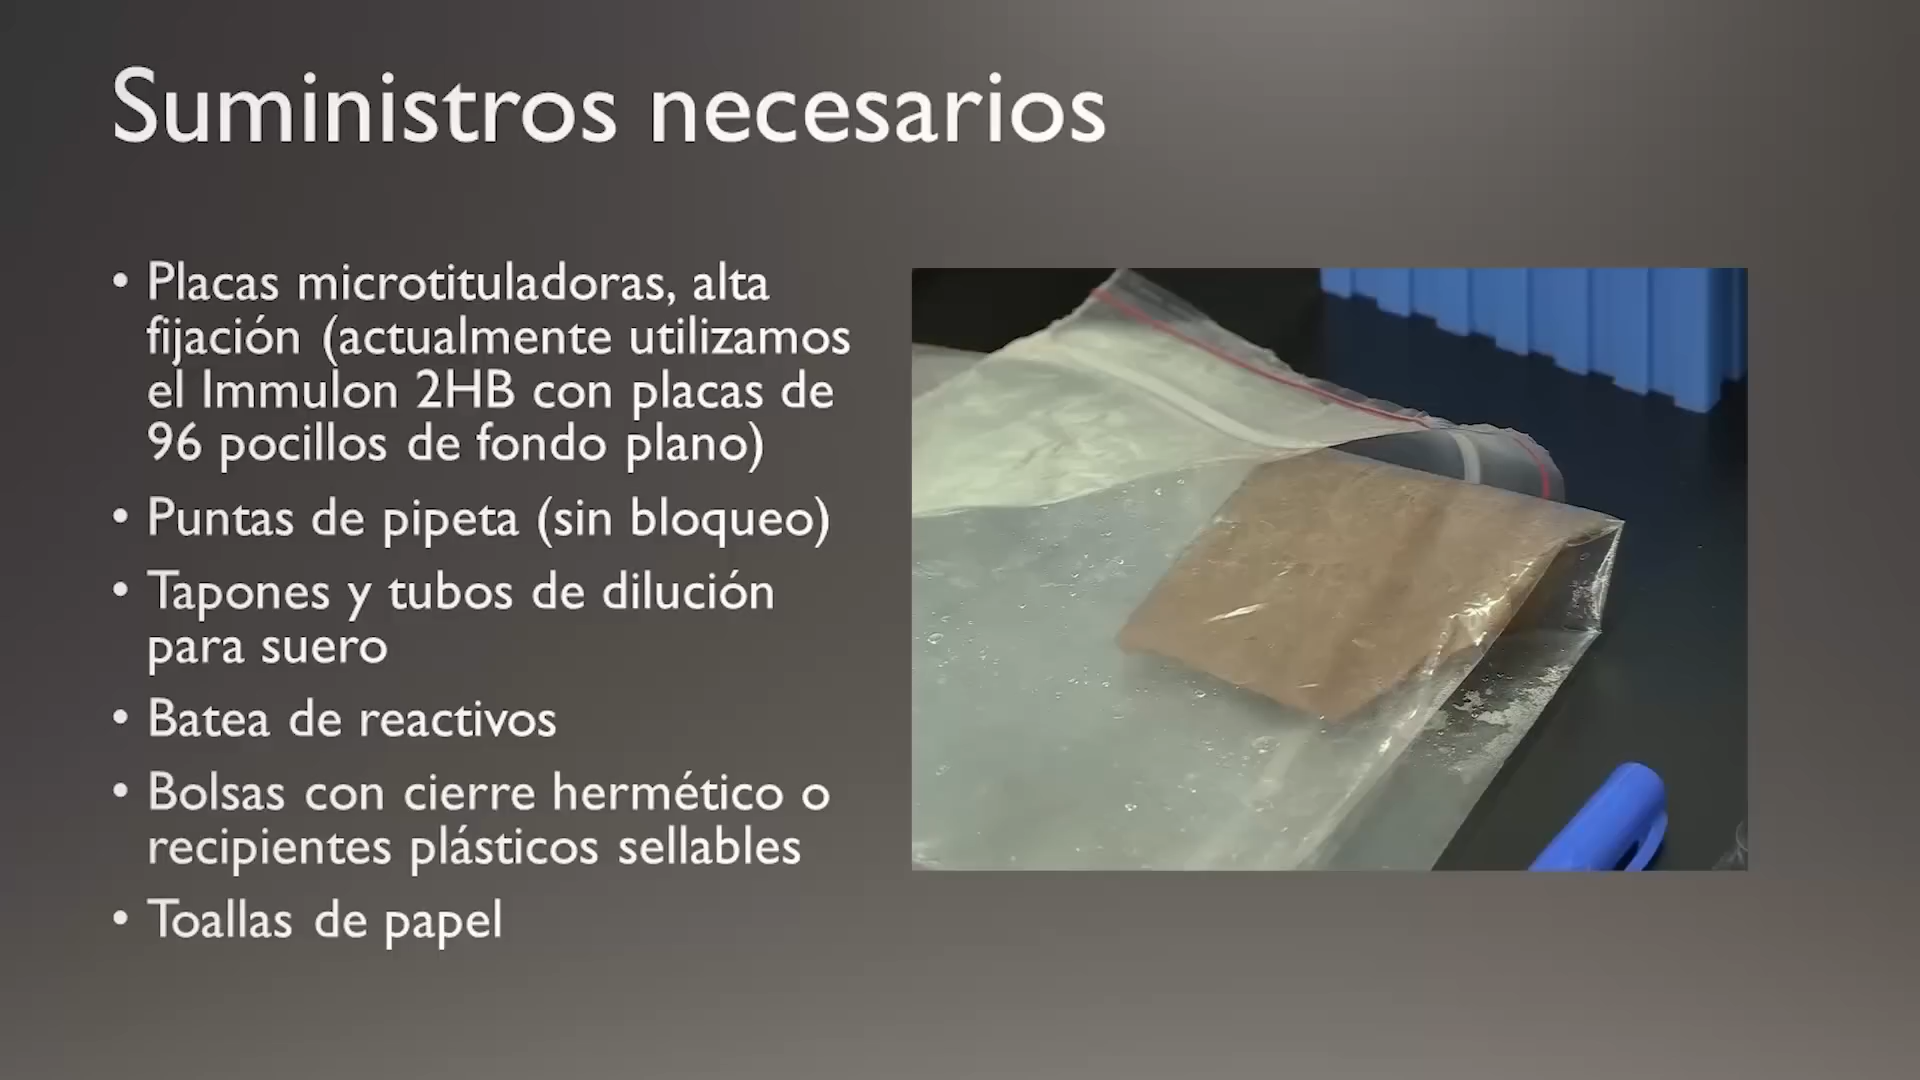 Suministros necesarios
• Placas microtituladoras, alta
fijación (actualmente utilizamos
el Immulon 2HB con placas de
96 pocillos de fondo plano)
• Puntas de pipeta (sin bloqueo)
• Tapones y tubos de dilución
para suero
• Batea de reactivos
• Bolsas con cierre hermético o
recipientes plásticos sellables
• Toallas de papel